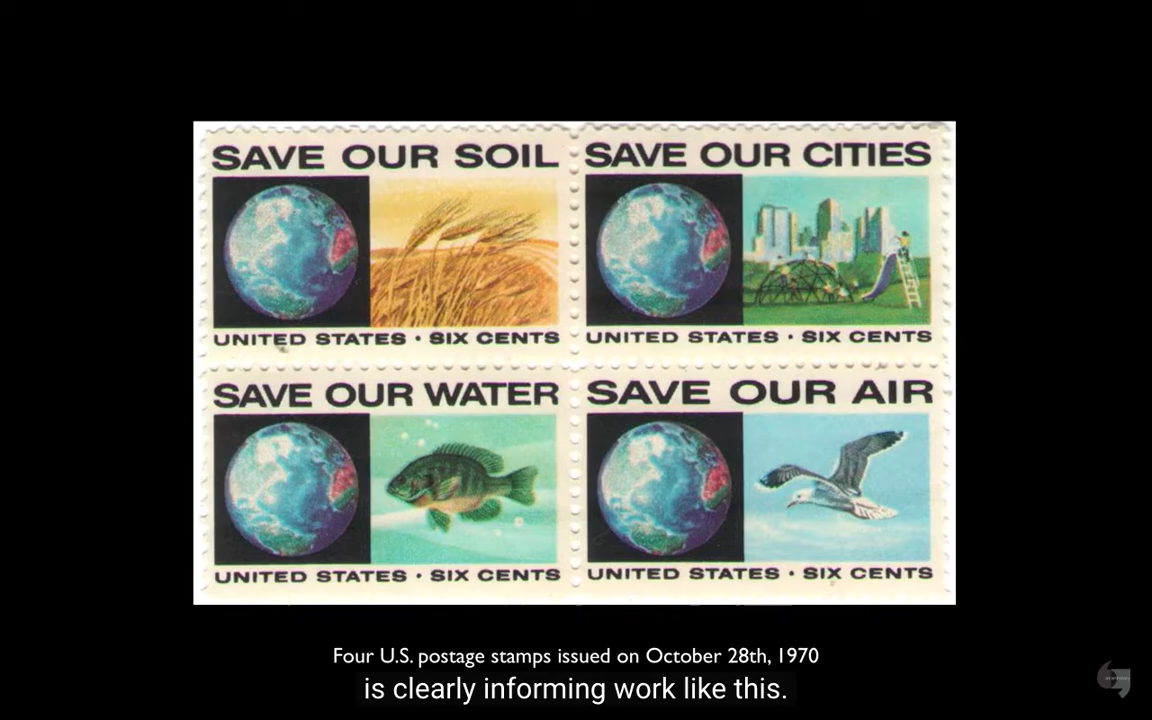 SAVE OUR SOIL
UNITED STATES · SIX CENTS
SAVE OUR CITIES
UNITED STATES · SIX CENTS
SAVE OUR WATER
UNITED STATES · SIX CENTS
SAVE OUR AIR
UNITED STATES · SIX CENTS
Four U.S. postage stamps issued on October 28th, 1970
is clearly informing work like this.